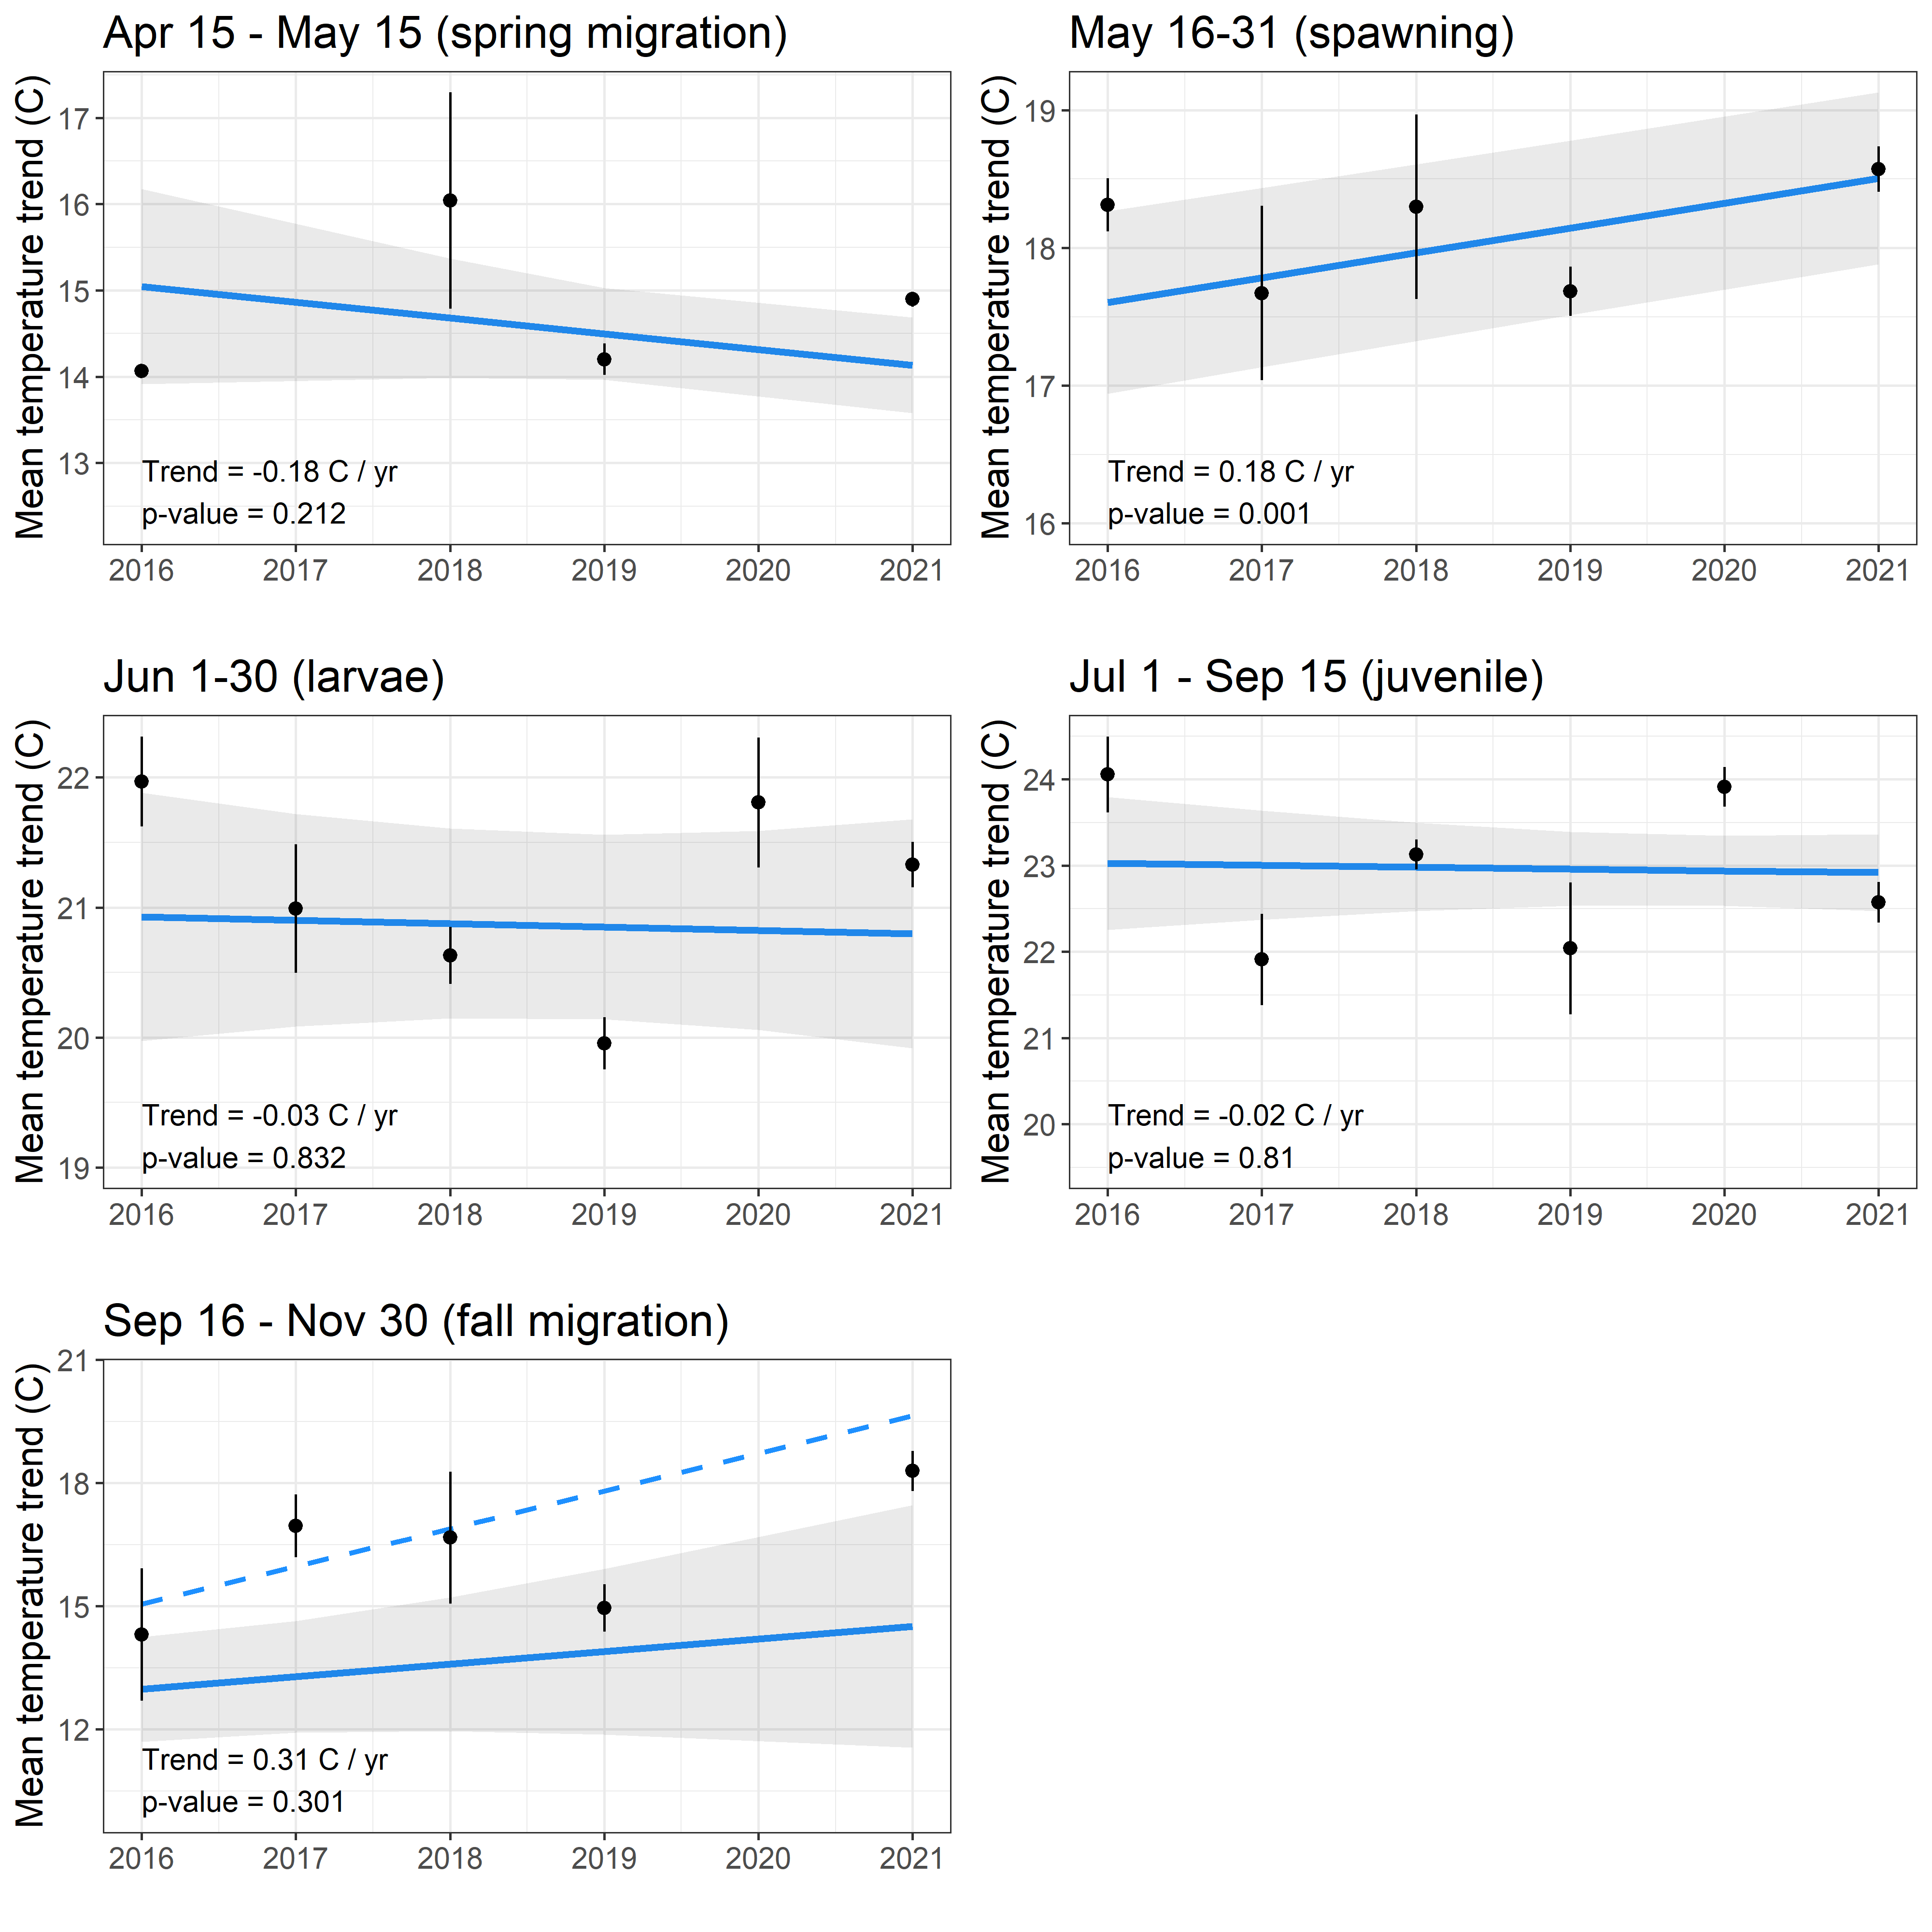 Apr 15 - May 15 (spring migration)
Mean temperature trend (C)
17
16
15
14
13
Trend = -0.18 C / yr
p-value = 0.212
2016 2017 2018 2019 2020 2021
May 16-31 (spawning)
Mean temperature trend (C)
19
18
17
16
Trend = 0.18 C / yr
p-value = 0.001
2016 2017 2018 2019 2020 2021
Jun 1-30 (larvae)
Mean temperature trend (C)
22
21
20
19
Trend = -0.03 C / yr
p-value = 0.832
2016 2017 2018 2019 2020 2021
Jul 1 - Sep 15 (juvenile)
Mean temperature trend (C)
24
23
22
21
20
Trend = -0.02 C / yr
p-value = 0.81
2016 2017 2018 2019 2020 2021
Sep 16 - Nov 30 (fall migration)
Mean temperature trend (C)
21
18
15
12
Trend = 0.31 C / yr
p-value = 0.301
2016 2017 2018 2019 2020 2021